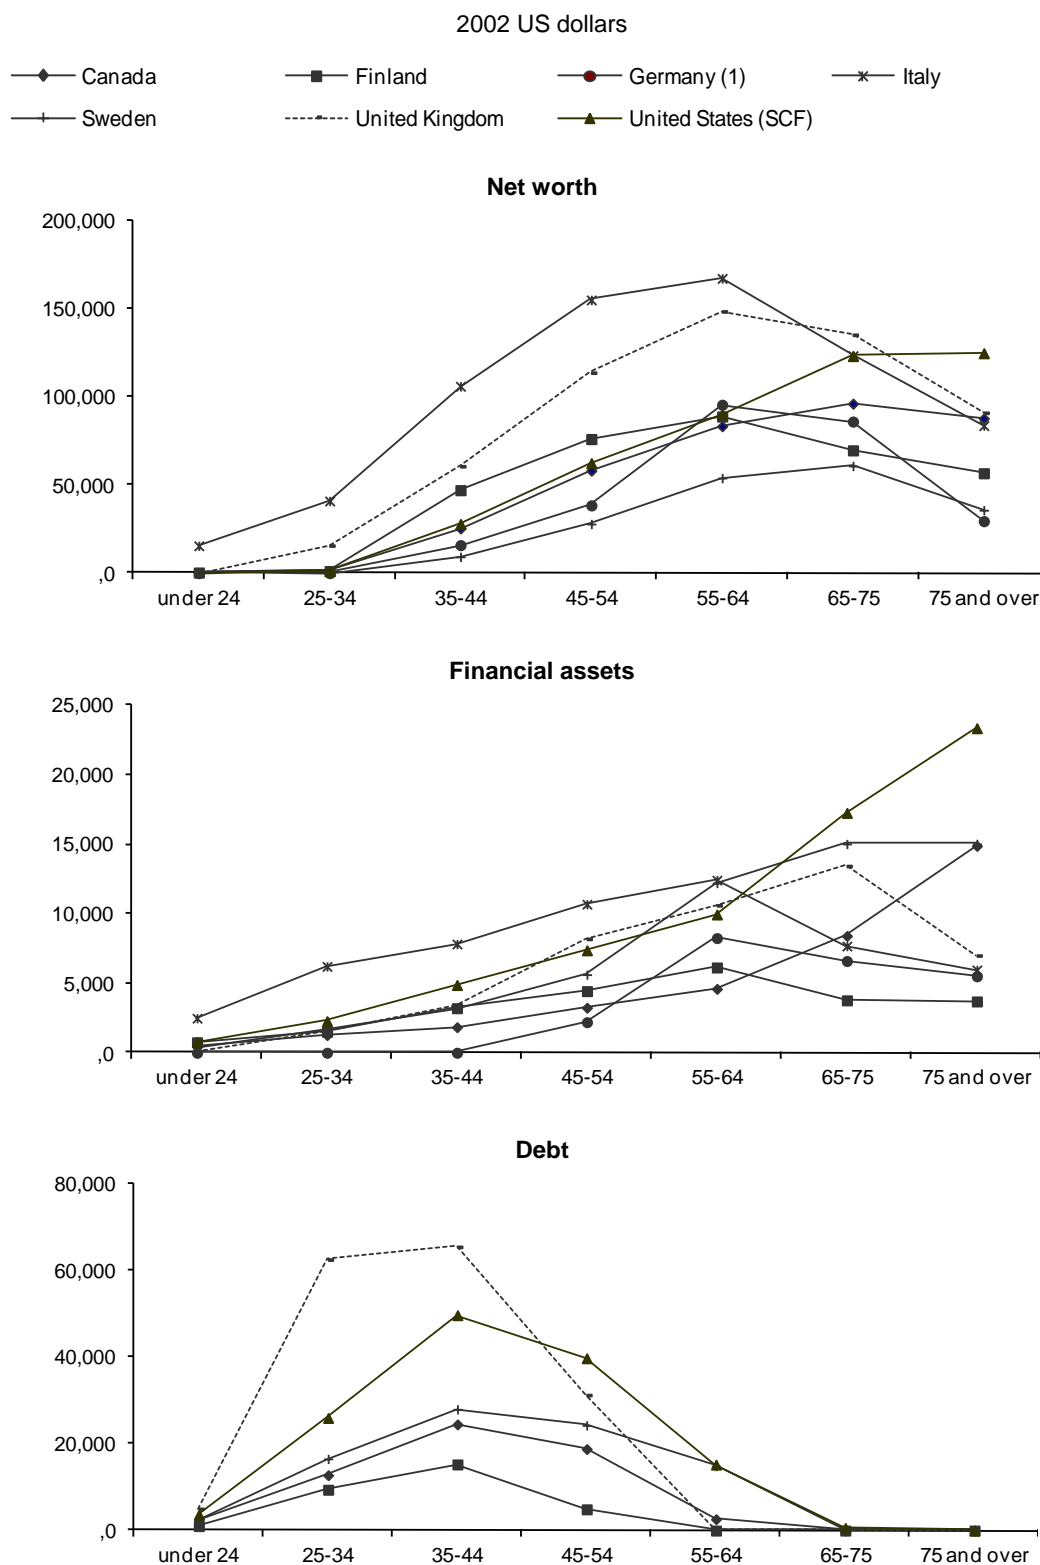 2002 US dollars
Canada Finland Germany (1) Italy
Sweden United Kingdom United States (SCF)
Net worth
200,000
150,000
100,000
50,000
,0
under 24 25-34 35-44 45-54 55-64 65-75 75 and over
Financial assets
25,000
20,000
15,000
10,000
5,000
,0
under 24 25-34 35-44 45-54 55-64 65-75 75 and over
Debt
80,000
60,000
40,000
20,000
,0
under 24 25-34 35-44 45-54 55-64 65-75 75 and over